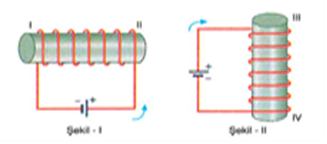 I II
- +
Şekil - I
III
+
-
IV
Şekil - II